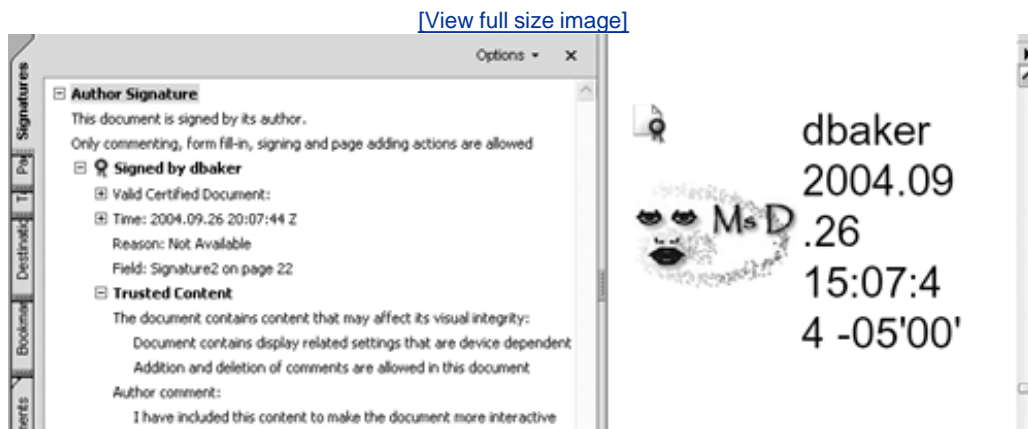 [View full size image]
Options
Signatures
Author Signature
This document is signed by its author.
Only commenting, form fill-in, signing and page adding actions are allowed
Signed by dbaker
Valid Certified Document:
Time: 2004.09.26 20:07:44 Z
Reason: Not Available
Field: Signature2 on page 22
Trusted Content
The document contains content that may affect its visual integrity:
Document contains display related settings that are device dependent
Addition and deletion of comments are allowed in this document
Author comment:
I have included this content to make the document more interactive
Pa
Destinatio
Bookmar
ments
Ms D
dbaker
2004.09
.26
15:07:4
4 -05'00'